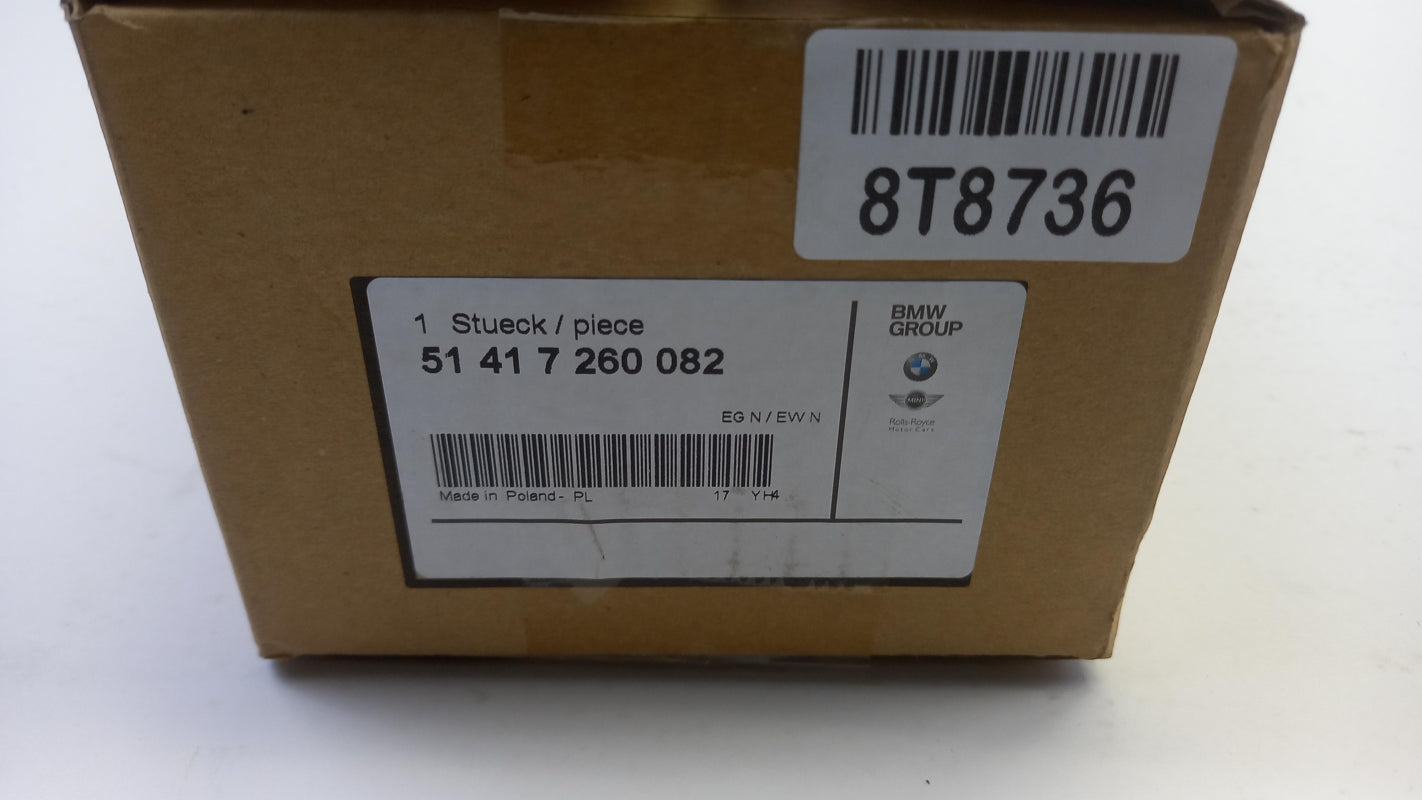 8T8736
1 Stueck / piece
51 41 7 260 082
EG N / EW N
Made in Poland - PL 17 YH4
BMW
GROUP
MINI
Rolls-Royce
Motor Cars